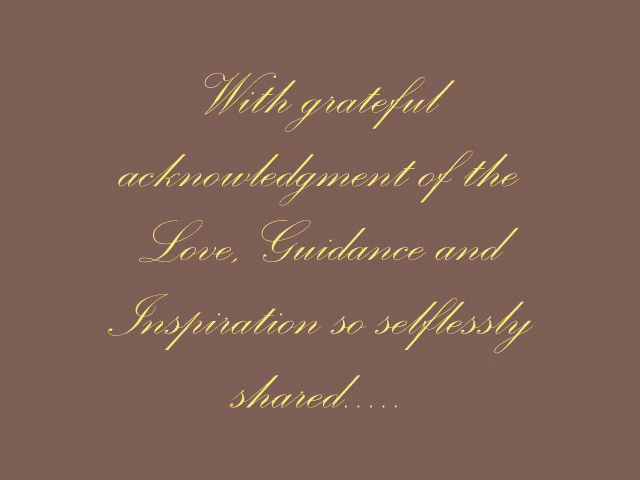 With grateful
acknowledgment of the
Love, Guidance and
Inspiration so selflessly
shared.....